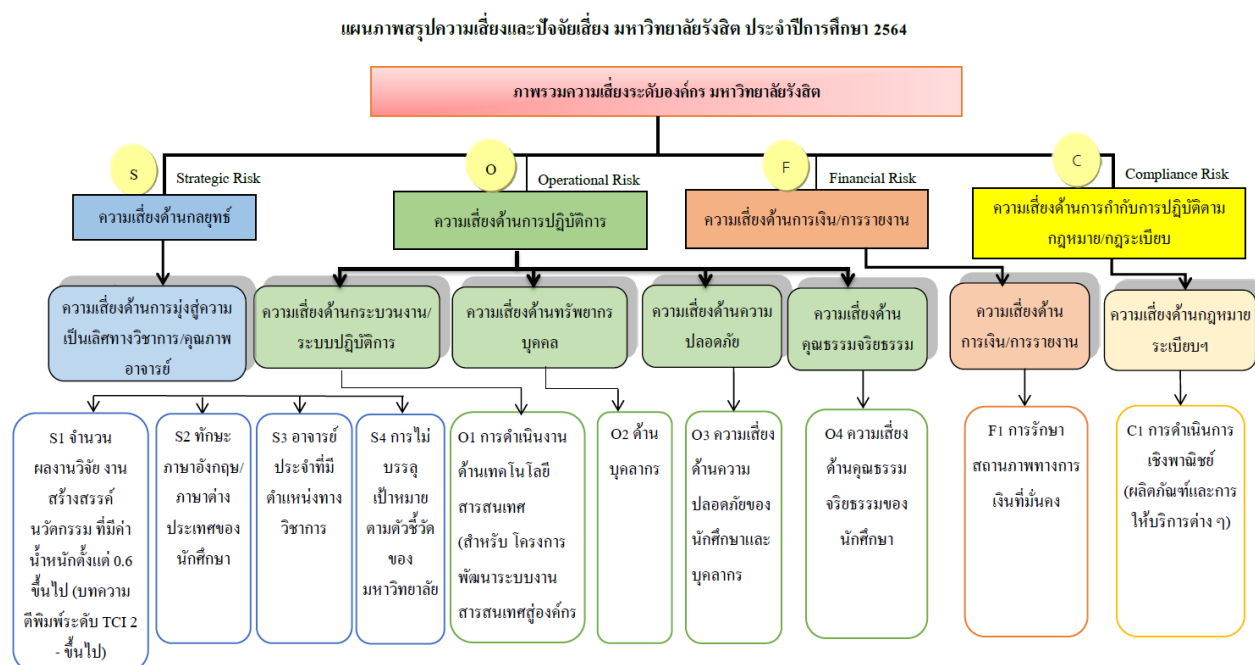 แผนภาพสรุปความเสี่ยงและปัจจัยเสี่ยง มหาวิทยาลัยรังสิต ประจำปีการศึกษา 2564
ภาพรวมความเสี่ยงระดับองค์กร มหาวิทยาลัยรังสิต
S
Strategic Risk
O
Operational Risk
F
Financial Risk
C
Compliance Risk
ความเสี่ยงด้านกลยุทธ์
ความเสี่ยงด้านการปฏิบัติการ
ความเสี่ยงด้านการเงิน/การรายงาน
ความเสี่ยงด้านการกำกับการปฏิบัติตาม
กฎหมาย/กฎระเบียบ
ความเสี่ยงด้านการมุ่งสู่ความ
เป็นเลิศทางวิชาการ/คุณภาพ
อาจารย์
ความเสี่ยงด้านกระบวนงาน/
ระบบปฏิบัติการ
ความเสี่ยงด้านทรัพยากร
บุคคล
ความเสี่ยงด้านความ
ปลอดภัย
ความเสี่ยงด้าน
คุณธรรมจริยธรรม
ความเสี่ยงด้าน
การเงิน/การรายงาน
ความเสี่ยงด้านกฎหมาย
ระเบียบฯ
S1 จำนวน
ผลงานวิจัย งาน
สร้างสรรค์
นวัตกรรม ที่มีค่า
น้ำหนักตั้งแต่ 0.6
ขึ้นไป (บทความ
ตีพิมพ์ระดับ TCI 2
- ขึ้นไป)
S2 ทักษะ
ภาษาอังกฤษ/
ภาษาต่าง
ประเทศของ
นักศึกษา
S3 อาจารย์
ประจำที่มี
ตำแหน่งทาง
วิชาการ
S4 การไม่
บรรลุ
เป้าหมาย
ตามตัวชี้วัด
ของ
มหาวิทยาลัย
O1 การดำเนินงาน
ด้านเทคโนโลยี
สารสนเทศ
(สำหรับ โครงการ
พัฒนาระบบงาน
สารสนเทศสู่องค์กร
O2 ด้าน
บุคลากร
O3 ความเสี่ยง
ด้านความ
ปลอดภัยของ
นักศึกษาและ
บุคลากร
O4 ความเสี่ยง
ด้านคุณธรรม
จริยธรรมของ
นักศึกษา
F1 การรักษา
สถานภาพทางการ
เงินที่มั่นคง
C1 การดำเนินการ
เชิงพาณิชย์
(ผลิตภัณฑ์และการ
ให้บริการต่าง ๆ)